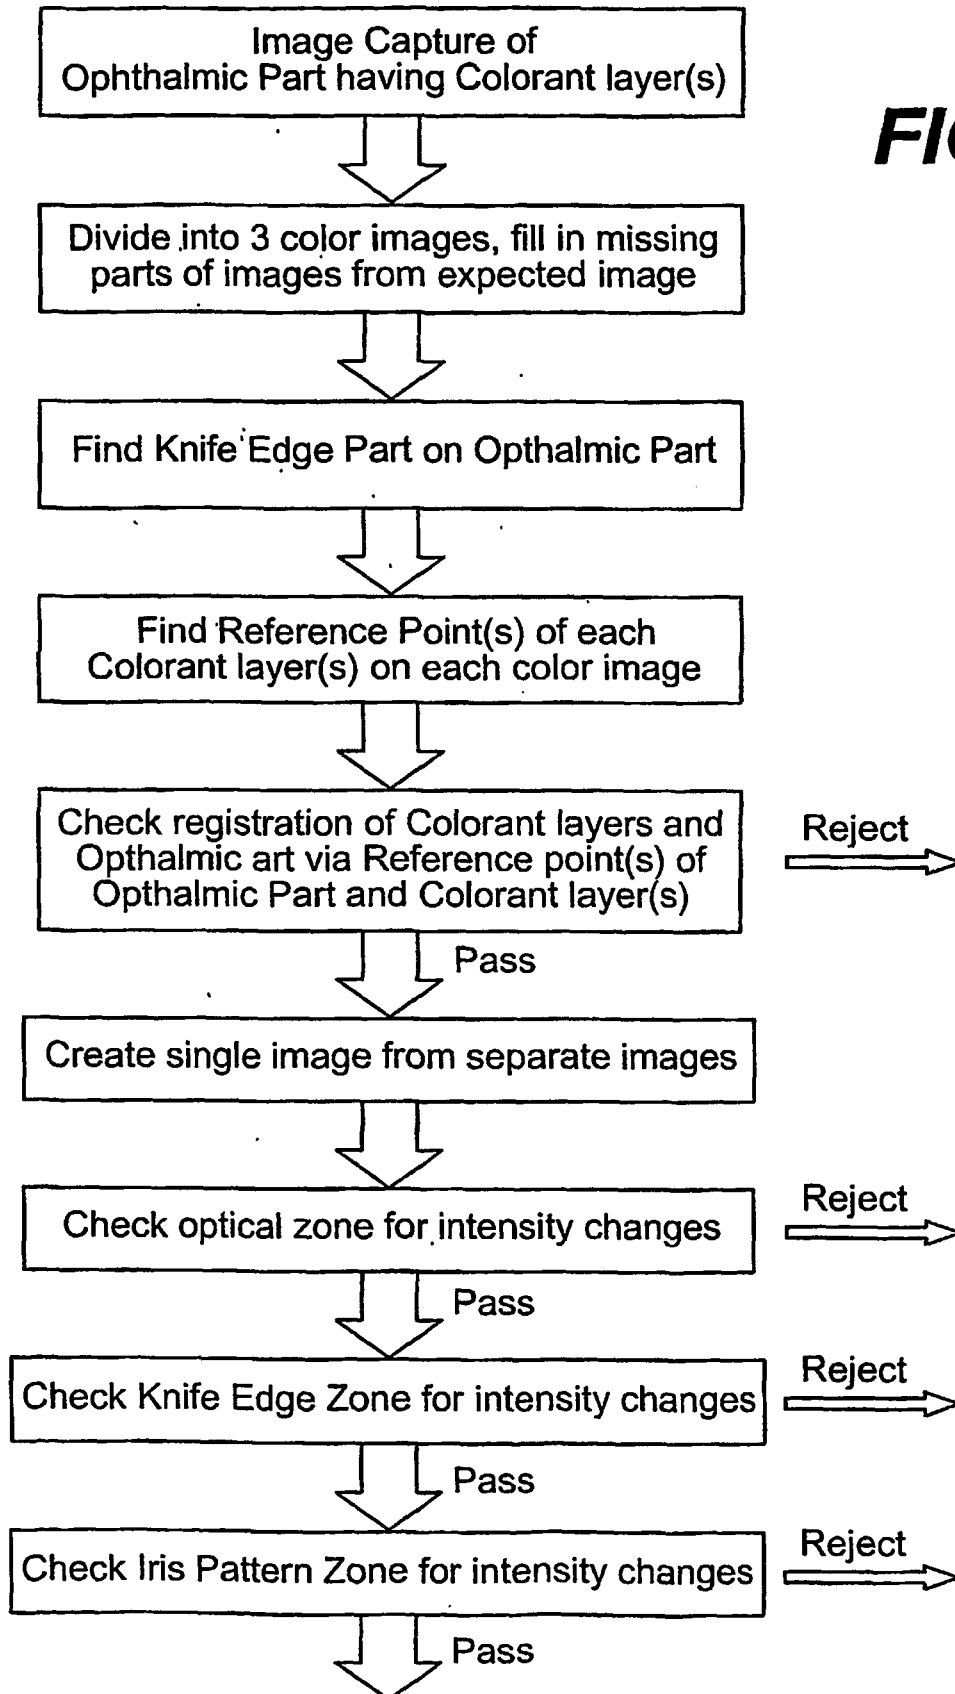 Image Capture of
Ophthalmic Part having Colorant layer(s)
Divide into 3 color images, fill in missing
parts of images from expected image
Find Knife Edge Part on Opthalmic Part
Find Reference Point(s) of each
Colorant layer(s) on each color image
Check registration of Colorant layers and
Opthalmic art via Reference point(s) of
Opthalmic Part and Colorant layer(s)
Reject
Pass
Create single image from separate images
Check optical zone for intensity changes
Reject
Pass
Check Knife Edge Zone for intensity changes
Reject
Pass
Check Iris Pattern Zone for intensity changes
Reject
Pass